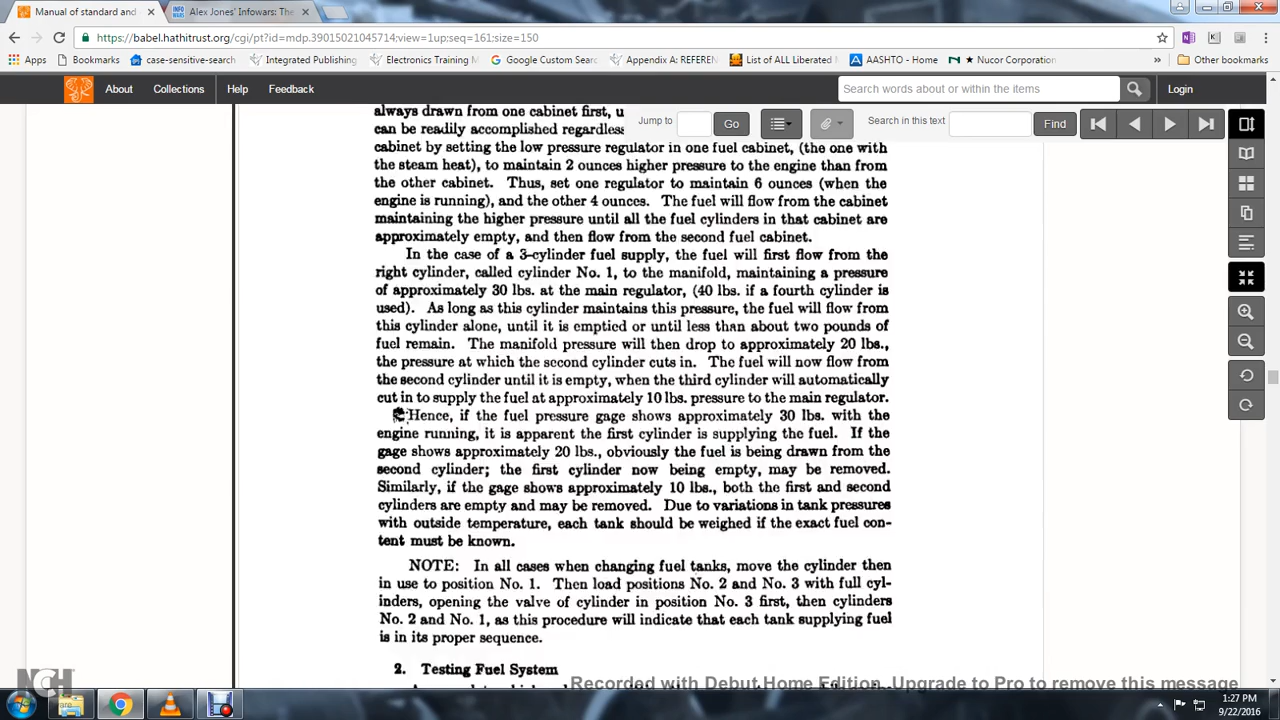 Manual of standard and
Alex Jones' Infowars: The
https://babel.hathitrust.org/cgi/pt?id=mdp.39015021045714;view=1up;seq=161;size=150
Apps
Bookmarks
case-sensitive-search
Integrated Publishing
Electronics Training M
Google Custom Searc
Appendix A: REFEREN
List of ALL Liberated
AASHTO - Home
Nucor Corporation
Other bookmarks
About
Collections
Help
Feedback
Search words about or within the items
Login
Jump to
Go
Search in this text
Find
always drawn from one cabinet first, u
can be readily accomplished regardless
cabinet by setting the low pressure regulator in one fuel cabinet, (the one with
the steam heat), to maintain 2 ounces higher pressure to the engine than from
the other cabinet. Thus, set one regulator to maintain 6 ounces (when the
engine is running), and the other 4 ounces. The fuel will flow from the cabinet
maintaining the higher pressure until all the fuel cylinders in that cabinet are
approximately empty, and then flow from the second fuel cabinet.
In the case of a 3-cylinder fuel supply, the fuel will first flow from the
right cylinder, called cylinder No. 1, to the manifold, maintaining a pressure
of approximately 30 lbs. at the main regulator, (40 lbs. if a fourth cylinder is
used). As long as this cylinder maintains this pressure, the fuel will flow from
this cylinder alone, until it is emptied or until less than about two pounds of
fuel remain. The manifold pressure will then drop to approximately 20 lbs.,
the pressure at which the second cylinder cuts in. The fuel will now flow from
the second cylinder until it is empty, when the third cylinder will automatically
cut in to supply the fuel at approximately 10 lbs. pressure to the main regulator.
Hence, if the fuel pressure gage shows approximately 30 lbs. with the
engine running, it is apparent the first cylinder is supplying the fuel. If the
gage shows approximately 20 lbs., obviously the fuel is being drawn from the
second cylinder; the first cylinder now being empty, may be removed.
Similarly, if the gage shows approximately 10 lbs., both the first and second
cylinders are empty and may be removed. Due to variations in tank pressures
with outside temperature, each tank should be weighed if the exact fuel con-
tent must be known.
NOTE: In all cases when changing fuel tanks, move the cylinder then
in use to position No. 1. Then load positions No. 2 and No. 3 with full cyl-
inders, opening the valve of cylinder in position No. 3 first, then cylinders
No. 2 and No. 1, as this procedure will indicate that each tank supplying fuel
is in its proper sequence.
2. Testing Fuel System
Recorded with Debut Home Edition. Upgrade to Pro to remove this message
NCH
1:27 PM
9/22/2016